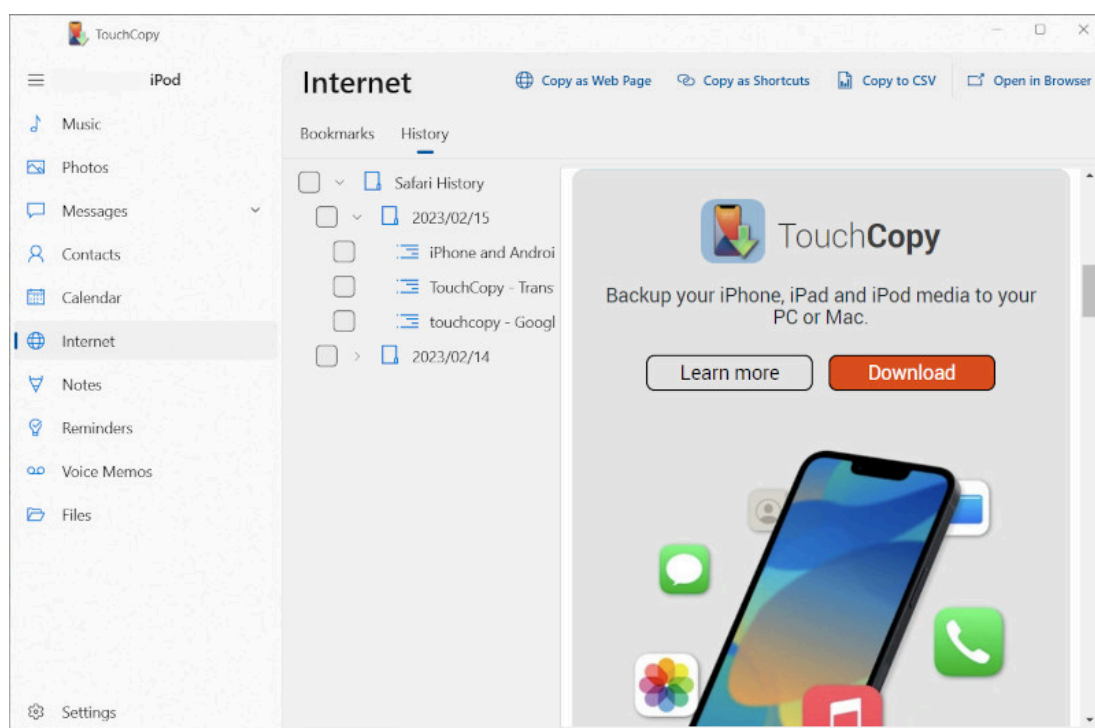 TouchCopy
iPod
Music
Photos
Messages
Contacts
Calendar
Internet
Notes
Reminders
Voice Memos
Files
Settings
Internet
Copy as Web Page
Copy as Shortcuts
Copy to CSV
Open in Browser
Bookmarks
History
Safari History
2023/02/15
iPhone and Androi
TouchCopy - Trans
touchcopy - Googl
2023/02/14
TouchCopy
Backup your iPhone, iPad and iPod media to your
PC or Mac.
Learn more
Download